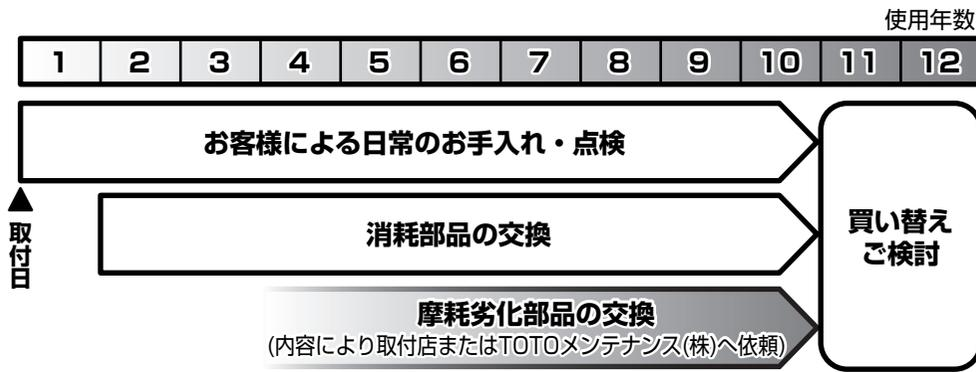 使用年数
1 2 3 4 5 6 7 8 9 10 11 12
お客様による日常のお手入れ・点検
取付日
消耗部品の交換
買い替え
ご検討
摩耗劣化部品の交換
(内容により取付店またはTOTOメンテナンス(株)へ依頼)